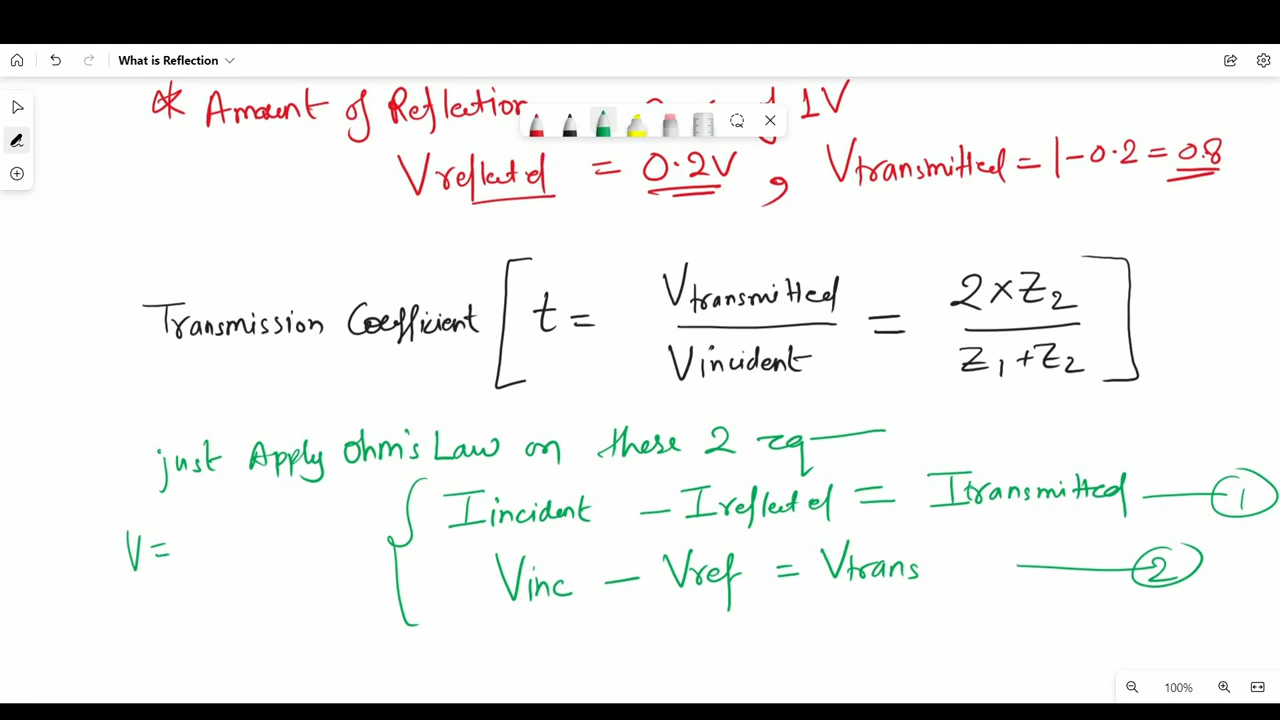 What is Reflection
* Amount of Reflection 1V
Vreflected = 0.2V , Vtransmitted = 1-0.2 = 0.8
Transmission Coefficient [ t = Vtransmitted / Vincident = 2×Z2 / Z1+Z2 ]
just Apply Ohm's Law on these 2 eq
Iincident - Ireflected = Itransmitted 1
V =
Vinc - Vref = Vtrans 2
100%